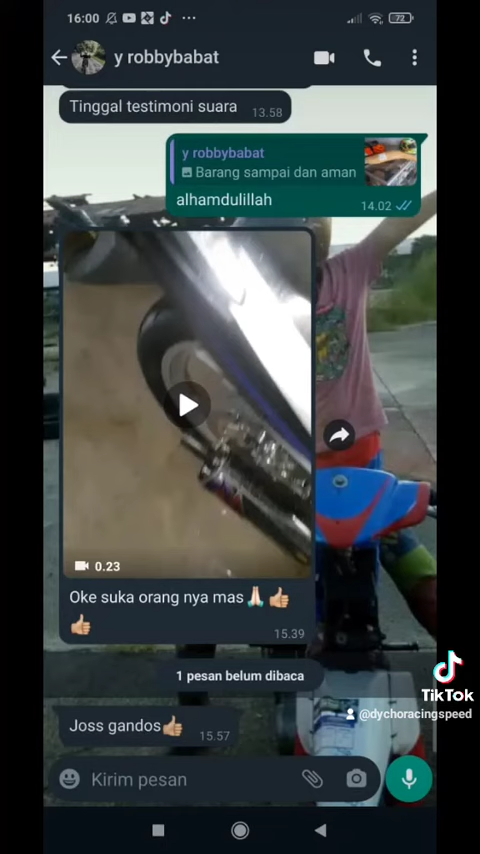 16:00
72
y robbybabat
Tinggal testimoni suara
13.58
y robbybabat
Barang sampai dan aman
alhamdulillah
14.02
0.23
Oke suka orang nya mas🙏🏻👍🏼
👍🏼
15.39
1 pesan belum dibaca
TikTok
@dychoracingspeed
Joss gandos👍🏼
15.57
Kirim pesan